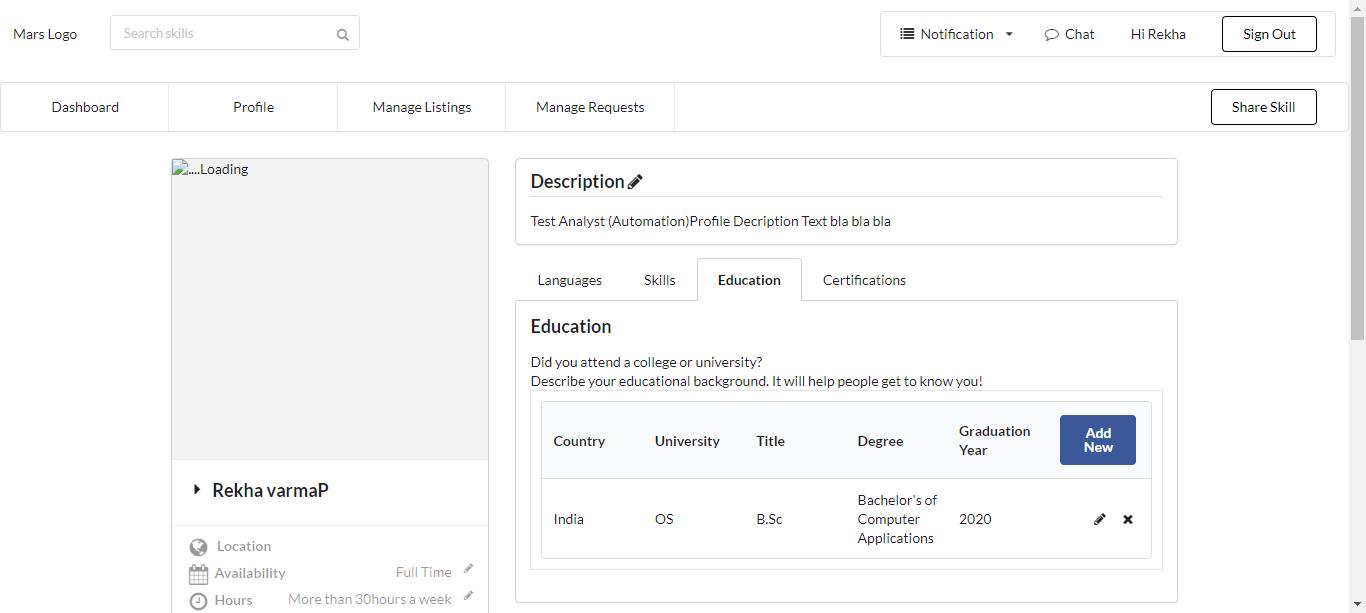 Mars Logo
Search skills
Notification
Chat
Hi Rekha
Sign Out
Dashboard
Profile
Manage Listings
Manage Requests
Share Skill
....Loading
Rekha varmaP
Location
Availability
Full Time
Hours
More than 30hours a week
Description
Test Analyst (Automation)Profile Decription Text bla bla bla
Languages
Skills
Education
Certifications
Education
Did you attend a college or university?
Describe your educational background. It will help people get to know you!
Country
University
Title
Degree
Graduation
Year
Add
New
India
OS
B.Sc
Bachelor's of
Computer
Applications
2020